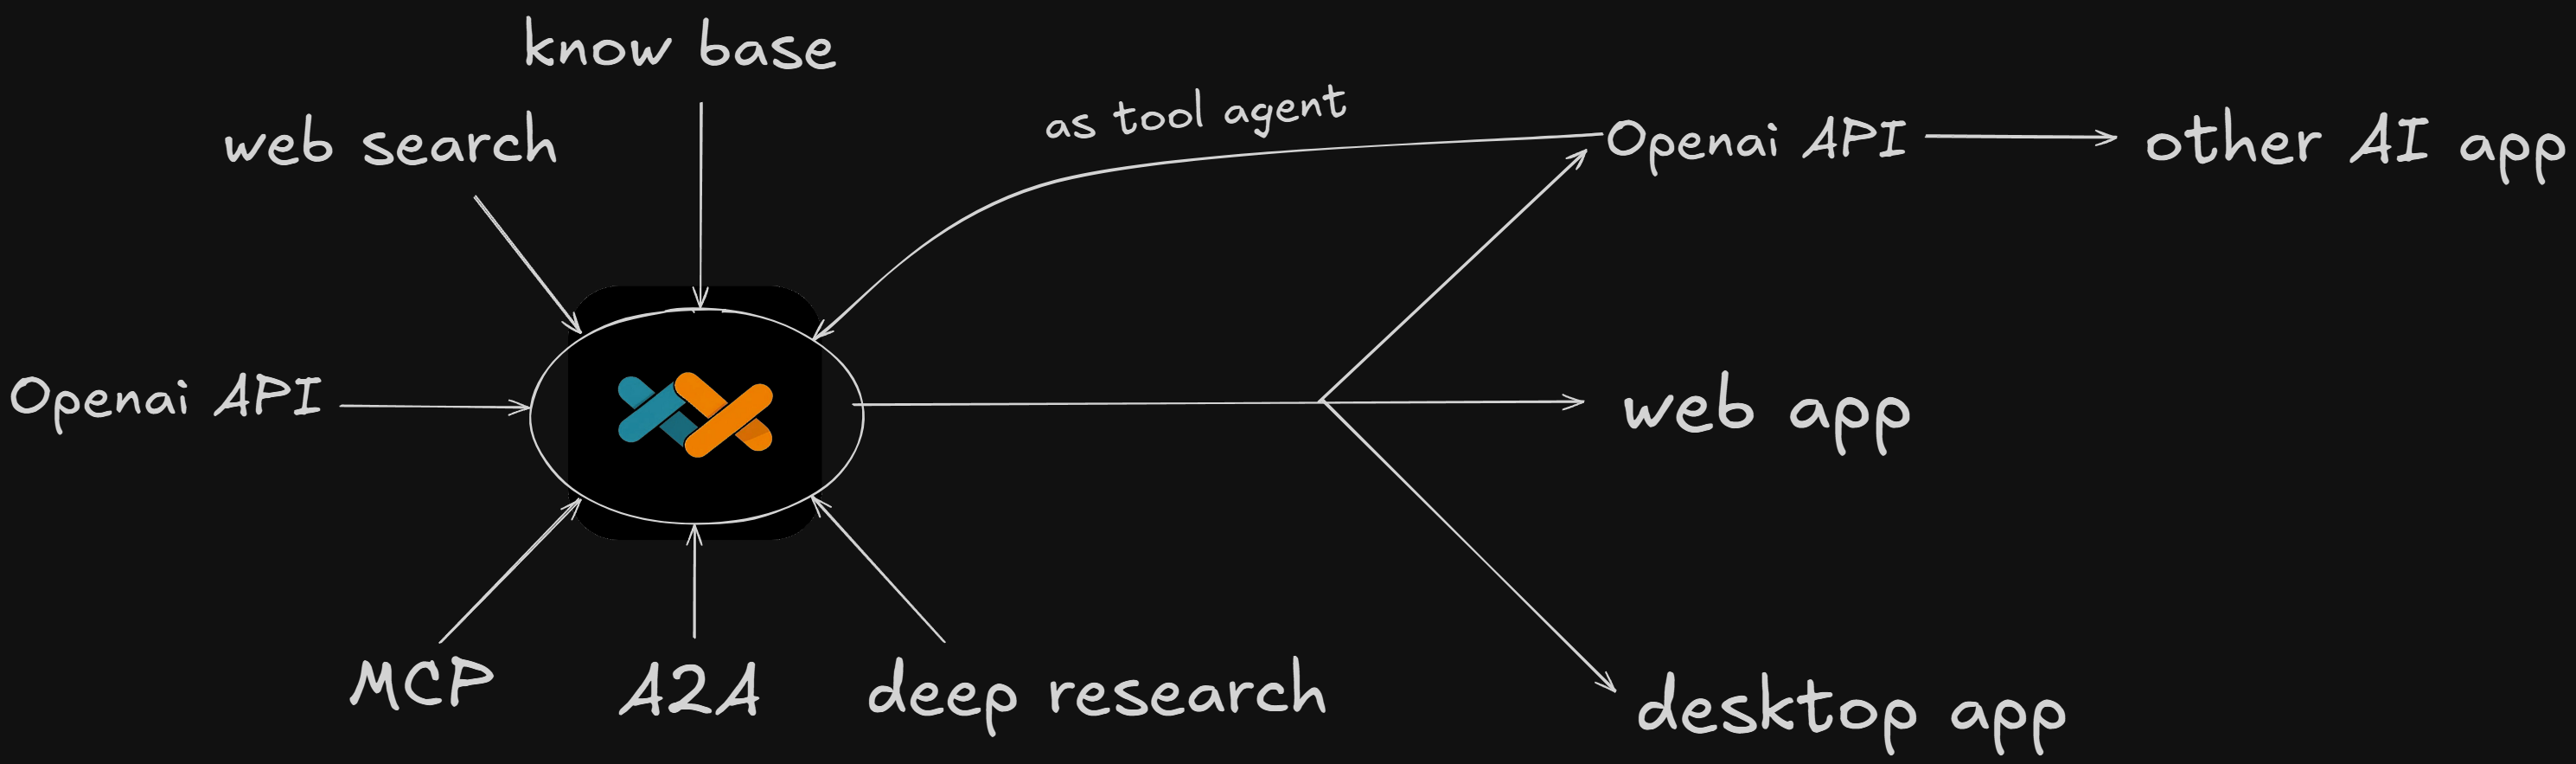 know base
web search
as tool agent
Openai API
other AI app
Openai API
web app
MCP
A2A
deep research
desktop app